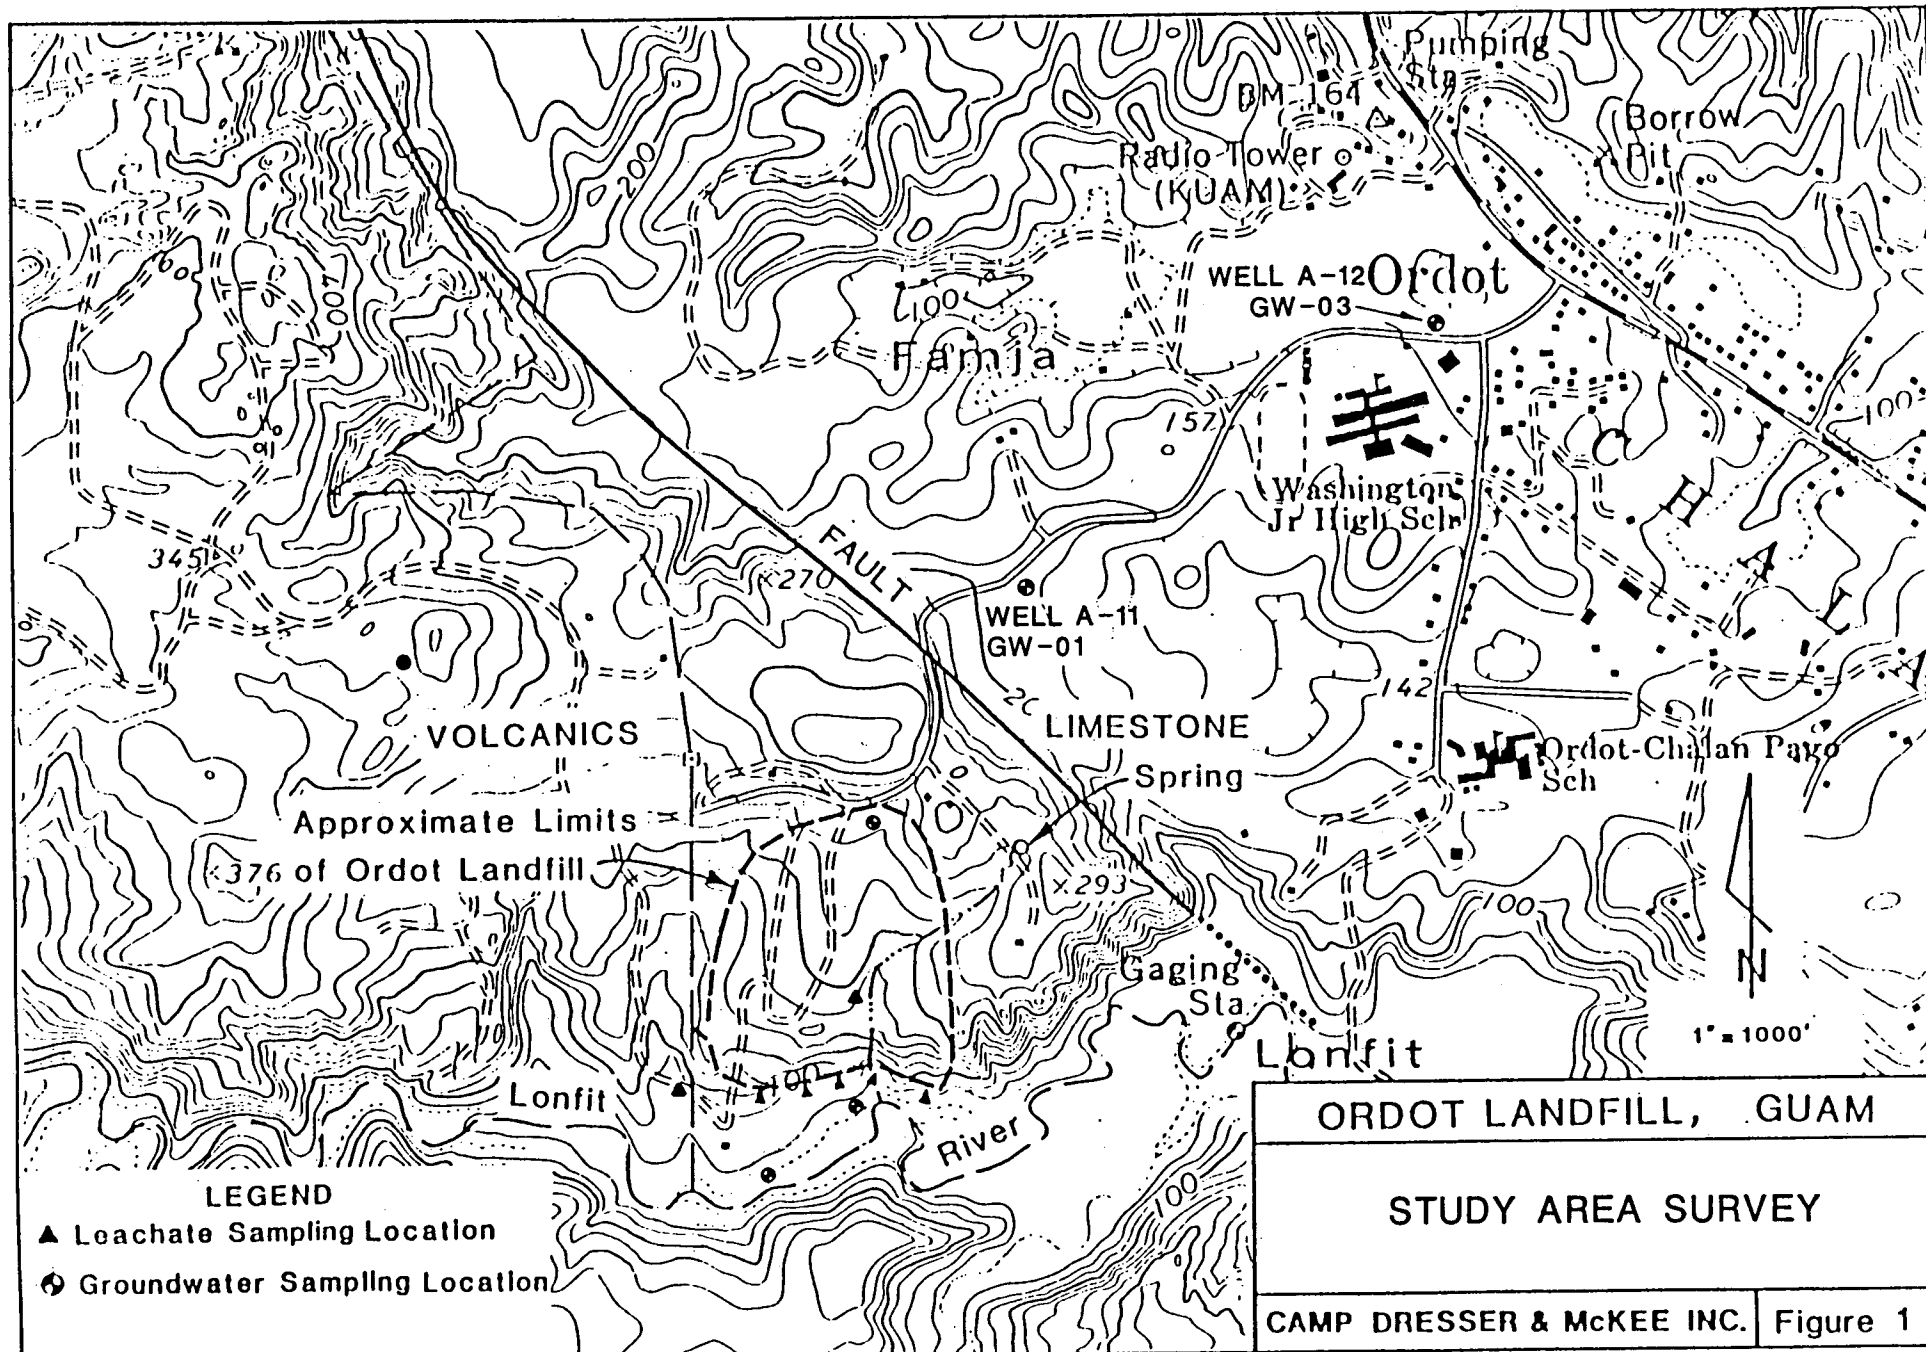 Pumping
Sta
BM 164
Borrow
Pit
Radio Tower
(KUAM)
200
WELL A-12
GW-03
Ordot
100
Famja
157
100
Washington
Jr High Sch
C
H
A
L
A
345
×270
FAULT
WELL A-11
GW-01
142
VOLCANICS
LIMESTONE
Spring
Ordot-Chalan Pago
Sch
Approximate Limits
of Ordot Landfill
×376
×293
100
Gaging
Sta
N
1" = 1000'
Lonfit
Lonfit
100
River
100
LEGEND
Leachate Sampling Location
Groundwater Sampling Location
ORDOT LANDFILL, GUAM
STUDY AREA SURVEY
CAMP DRESSER & McKEE INC.
Figure 1